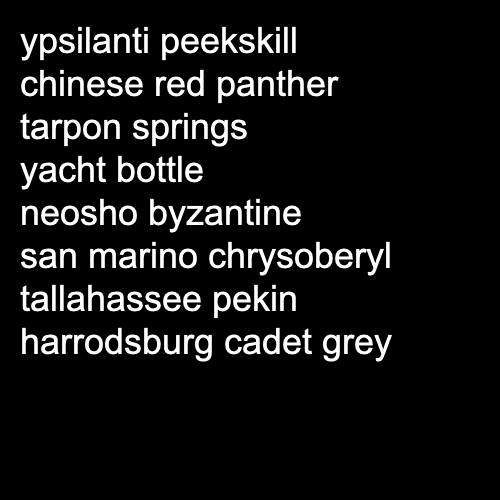 ypsilanti peekskill
chinese red panther
tarpon springs
yacht bottle
neosho byzantine
san marino chrysoberyl
tallahassee pekin
harrodsburg cadet grey